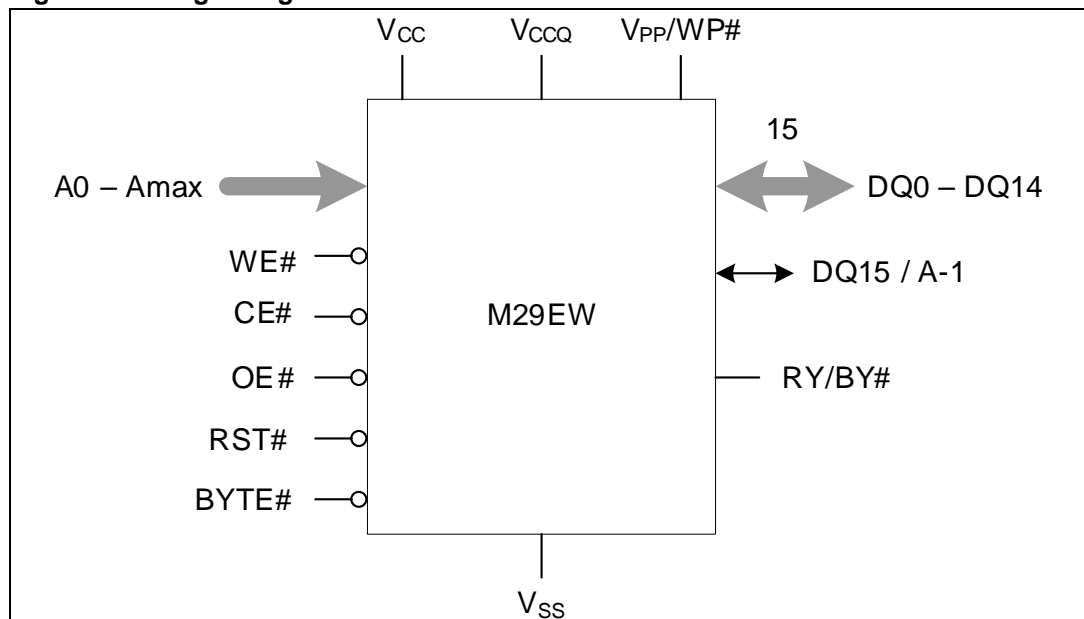 VCC VCCQ VPP/WP#
15
A0 – Amax DQ0 – DQ14
WE#
DQ15 / A-1
CE#
M29EW
OE# RY/BY#
RST#
BYTE#
VSS